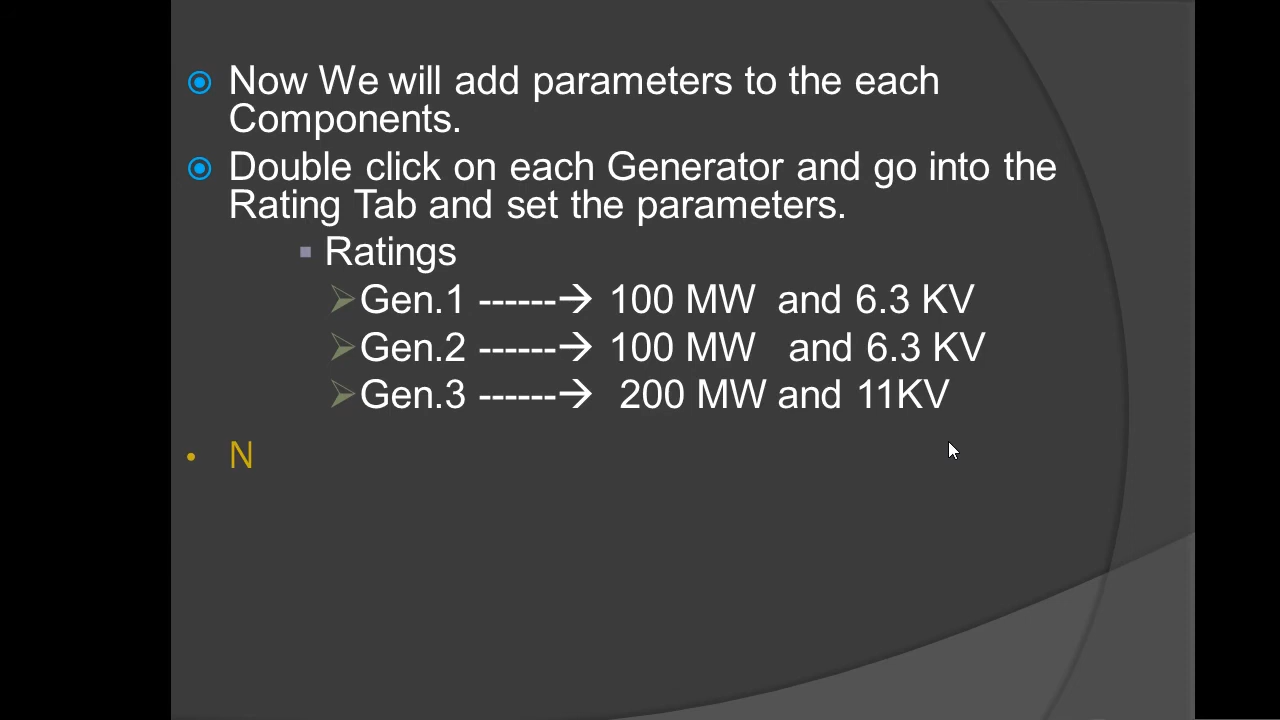 Now We will add parameters to the each
Components.
Double click on each Generator and go into the
Rating Tab and set the parameters.
Ratings
Gen.1 ------→ 100 MW and 6.3 KV
Gen.2 ------→ 100 MW and 6.3 KV
Gen.3 ------→ 200 MW and 11KV
N